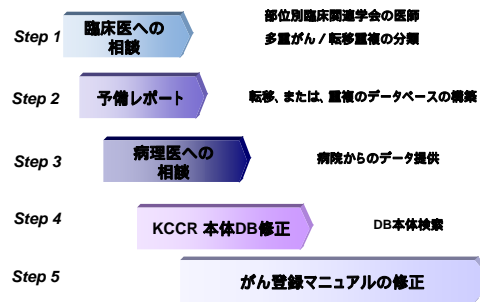 Step 1
臨床医への
相談
部位別臨床関連学会の医師
多重がん / 転移重複の分類
Step 2
予備レポート
転移、または、重複のデータベースの構築
Step 3
病理医への
相談
病院からのデータ提供
Step 4
KCCR 本体DB修正
DB本体検索
Step 5
がん登録マニュアルの修正